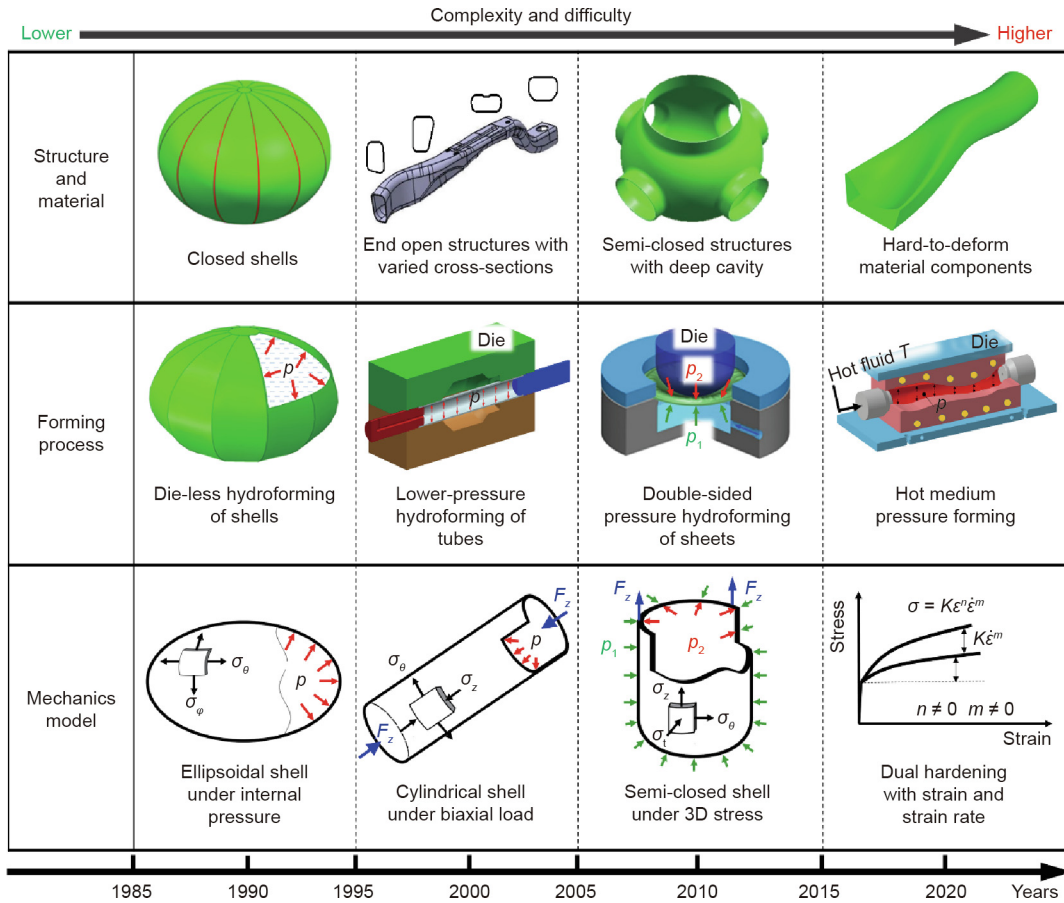 Complexity and difficulty
Lower
Higher
Structure
and
material
Closed shells
End open structures with
varied cross-sections
Semi-closed structures
with deep cavity
Hard-to-deform
material components
Forming
process
p
Die-less hydroforming
of shells
Die
p
Lower-pressure
hydroforming of
tubes
Die
p₂
p₁
Double-sided
pressure hydroforming
of sheets
Hot fluid T
Die
p
Hot medium
pressure forming
Mechanics
model
σθ
σφ
p
Ellipsoidal shell
under internal
pressure
Fz
p
σθ
σz
Fz
Cylindrical shell
under biaxial load
Fz
Fz
p₁
p₂
σz
σθ
σt
Semi-closed shell
under 3D stress
Stress
σ = Kεⁿε̇ᵐ
Kε̇ᵐ
n ≠ 0 m ≠ 0
Strain
Dual hardening
with strain and
strain rate
1985 1990 1995 2000 2005 2010 2015 2020 Years